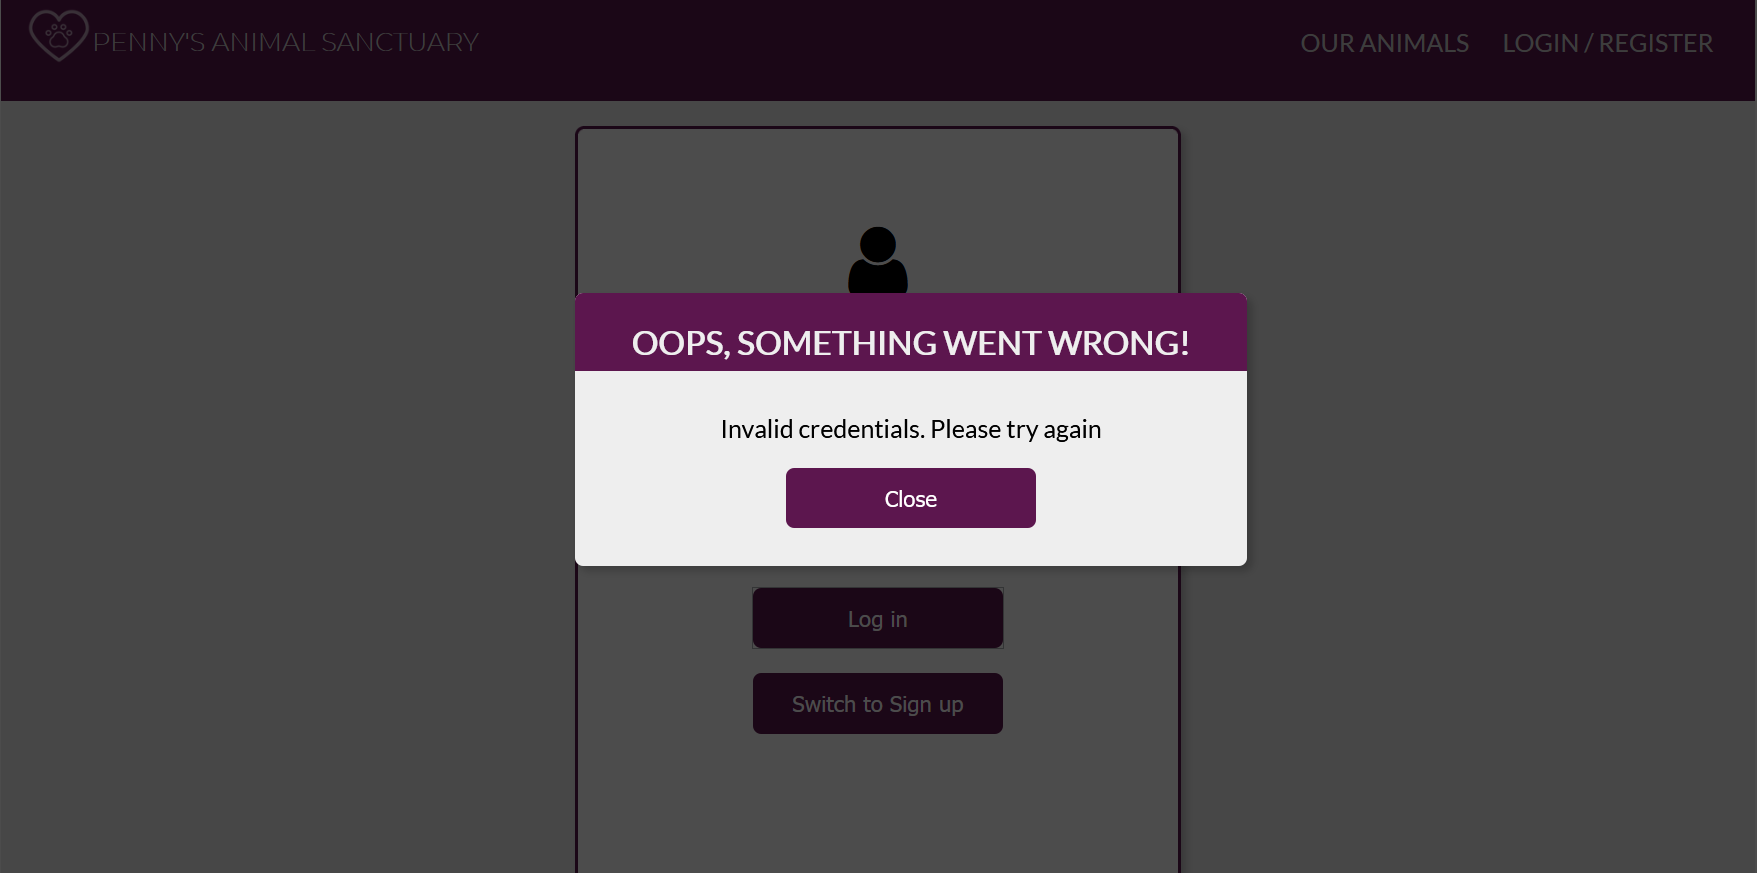 PENNY'S ANIMAL SANCTUARY
OUR ANIMALS
LOGIN / REGISTER
OOPS, SOMETHING WENT WRONG!
Invalid credentials. Please try again
Close
Log in
Switch to Sign up